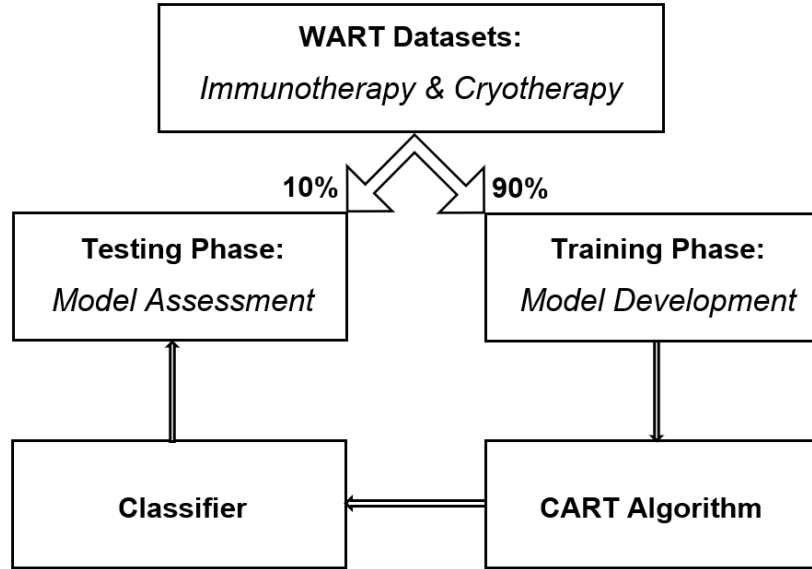 WART Datasets:
Immunotherapy & Cryotherapy
10%
90%
Testing Phase:
Model Assessment
Training Phase:
Model Development
Classifier
CART Algorithm